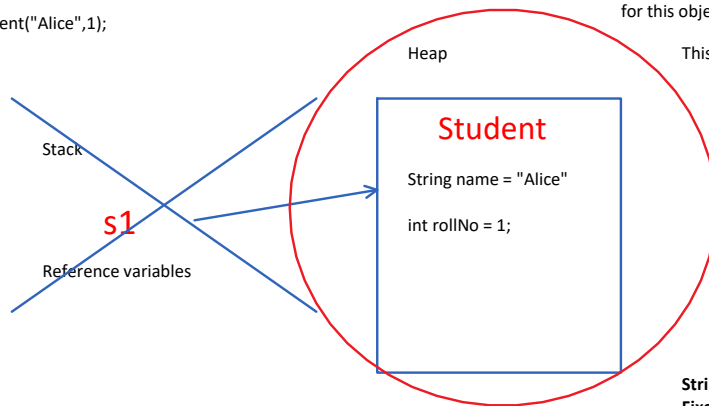 for this obje
ent("Alice",1);
Heap
This
Student
Stack
String name = "Alice"
s1
int rollNo = 1;
Reference variables
Stri